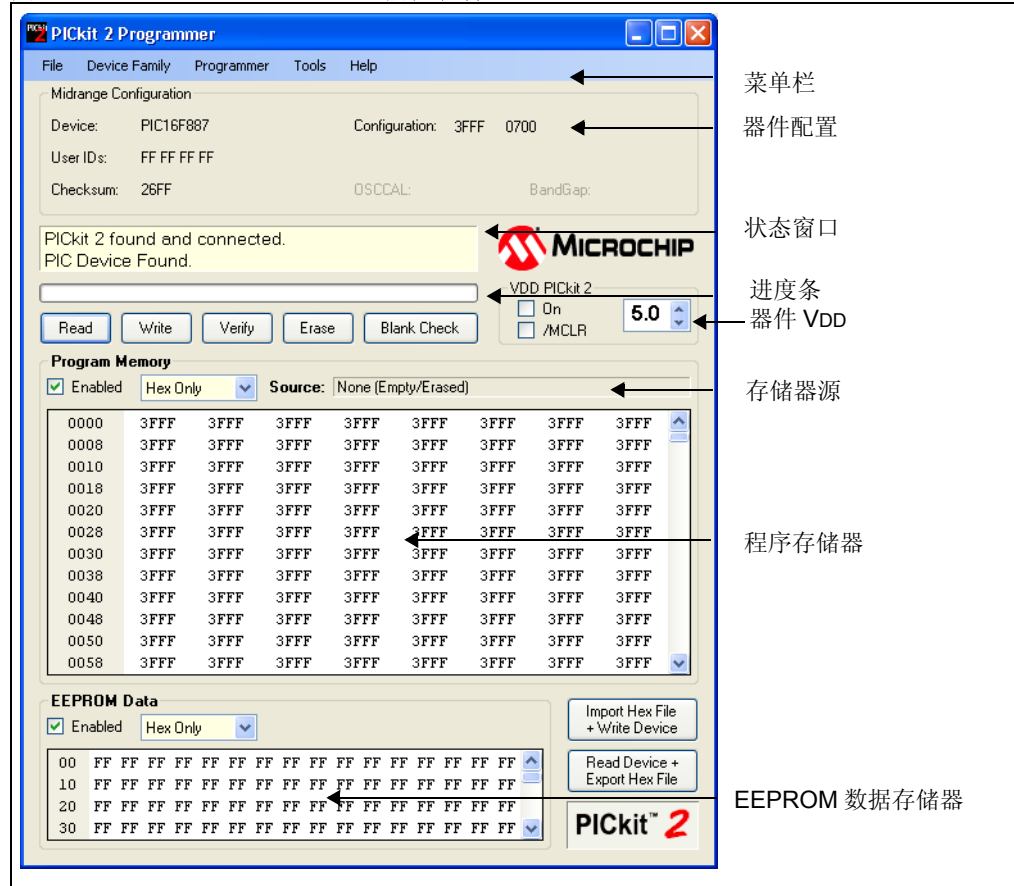 PICkit 2 Programmer
File Device Family Programmer Tools Help
菜单栏
Midrange Configuration
Device: PIC16F887 Configuration: 3FFF 0700
器件配置
User IDs: FF FF FF FF
Checksum: 26FF OSCCAL: BandGap:
PICkit 2 found and connected.
PIC Device Found.
状态窗口
MICROCHIP
进度条
VDD PICkit 2
On
/MCLR
5.0
器件 VDD
Read Write Verify Erase Blank Check
Program Memory
Enabled Hex Only Source: None (Empty/Erased)
存储器源
0000 3FFF 3FFF 3FFF 3FFF 3FFF 3FFF 3FFF 3FFF
0008 3FFF 3FFF 3FFF 3FFF 3FFF 3FFF 3FFF 3FFF
0010 3FFF 3FFF 3FFF 3FFF 3FFF 3FFF 3FFF 3FFF
0018 3FFF 3FFF 3FFF 3FFF 3FFF 3FFF 3FFF 3FFF
0020 3FFF 3FFF 3FFF 3FFF 3FFF 3FFF 3FFF 3FFF
0028 3FFF 3FFF 3FFF 3FFF 3FFF 3FFF 3FFF 3FFF
0030 3FFF 3FFF 3FFF 3FFF 3FFF 3FFF 3FFF 3FFF
0038 3FFF 3FFF 3FFF 3FFF 3FFF 3FFF 3FFF 3FFF
0040 3FFF 3FFF 3FFF 3FFF 3FFF 3FFF 3FFF 3FFF
0048 3FFF 3FFF 3FFF 3FFF 3FFF 3FFF 3FFF 3FFF
0050 3FFF 3FFF 3FFF 3FFF 3FFF 3FFF 3FFF 3FFF
0058 3FFF 3FFF 3FFF 3FFF 3FFF 3FFF 3FFF 3FFF
程序存储器
EEPROM Data
Enabled Hex Only
00 FF FF FF FF FF FF FF FF FF FF FF FF FF FF FF FF
10 FF FF FF FF FF FF FF FF FF FF FF FF FF FF FF FF
20 FF FF FF FF FF FF FF FF FF FF FF FF FF FF FF FF
30 FF FF FF FF FF FF FF FF FF FF FF FF FF FF FF FF
Import Hex File
+ Write Device
Read Device +
Export Hex File
EEPROM 数据存储器
PICkit™ 2